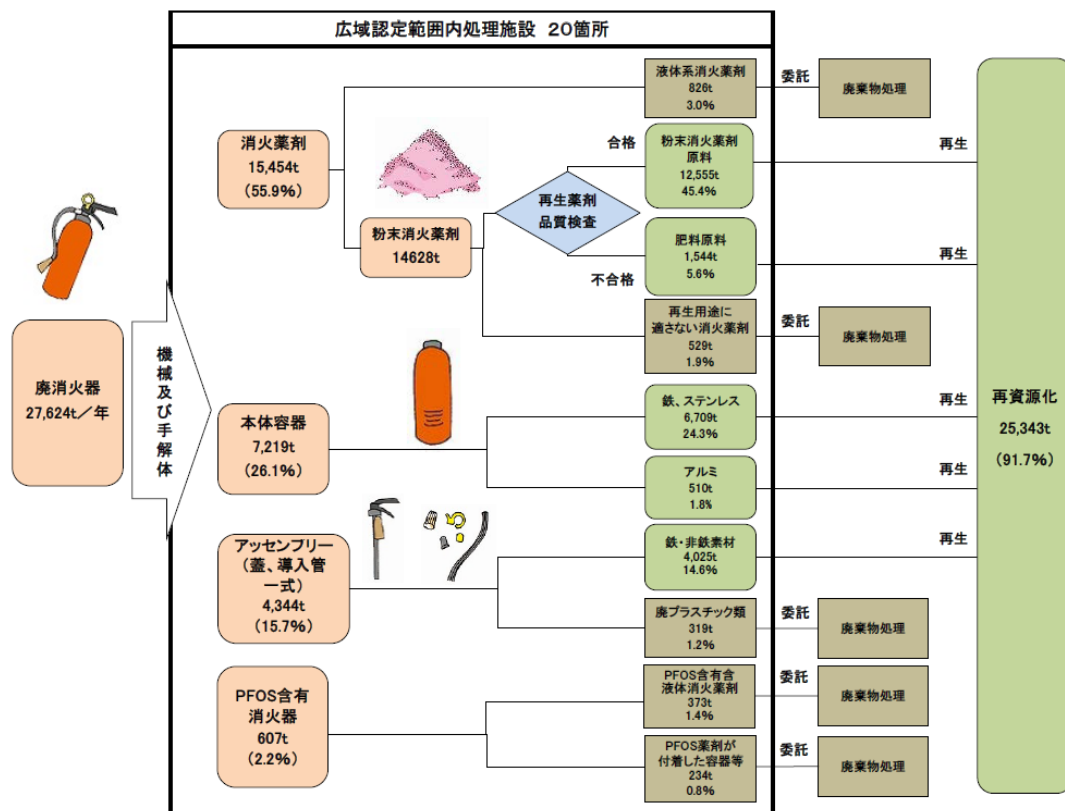 広域認定範囲内処理施設 20箇所
廃消火器
27,624t/年
機械及び手解体
消火薬剤
15,454t
(55.9%)
粉末消火薬剤
14628t
再生薬剤
品質検査
合格
不合格
液体系消火薬剤
826t
3.0%
委託
廃棄物処理
粉末消火薬剤
原料
12,555t
45.4%
再生
肥料原料
1,544t
5.6%
再生
再生用途に
適さない消火薬剤
529t
1.9%
委託
廃棄物処理
本体容器
7,219t
(26.1%)
鉄、ステンレス
6,709t
24.3%
再生
アルミ
510t
1.8%
再生
アッセンブリー
(蓋、導入管
一式)
4,344t
(15.7%)
鉄・非鉄素材
4,025t
14.6%
再生
廃プラスチック類
319t
1.2%
委託
廃棄物処理
PFOS含有
消火器
607t
(2.2%)
PFOS含有含
液体消火薬剤
373t
1.4%
委託
廃棄物処理
PFOS薬剤が
付着した容器等
234t
0.8%
委託
廃棄物処理
再資源化
25,343t
(91.7%)